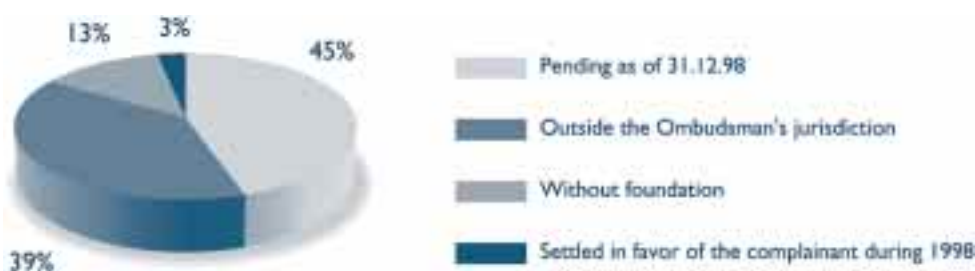 13%
3%
45%
39%
Pending as of 31.12.98
Outside the Ombudsman's jurisdiction
Without foundation
Settled in favor of the complainant during 1998